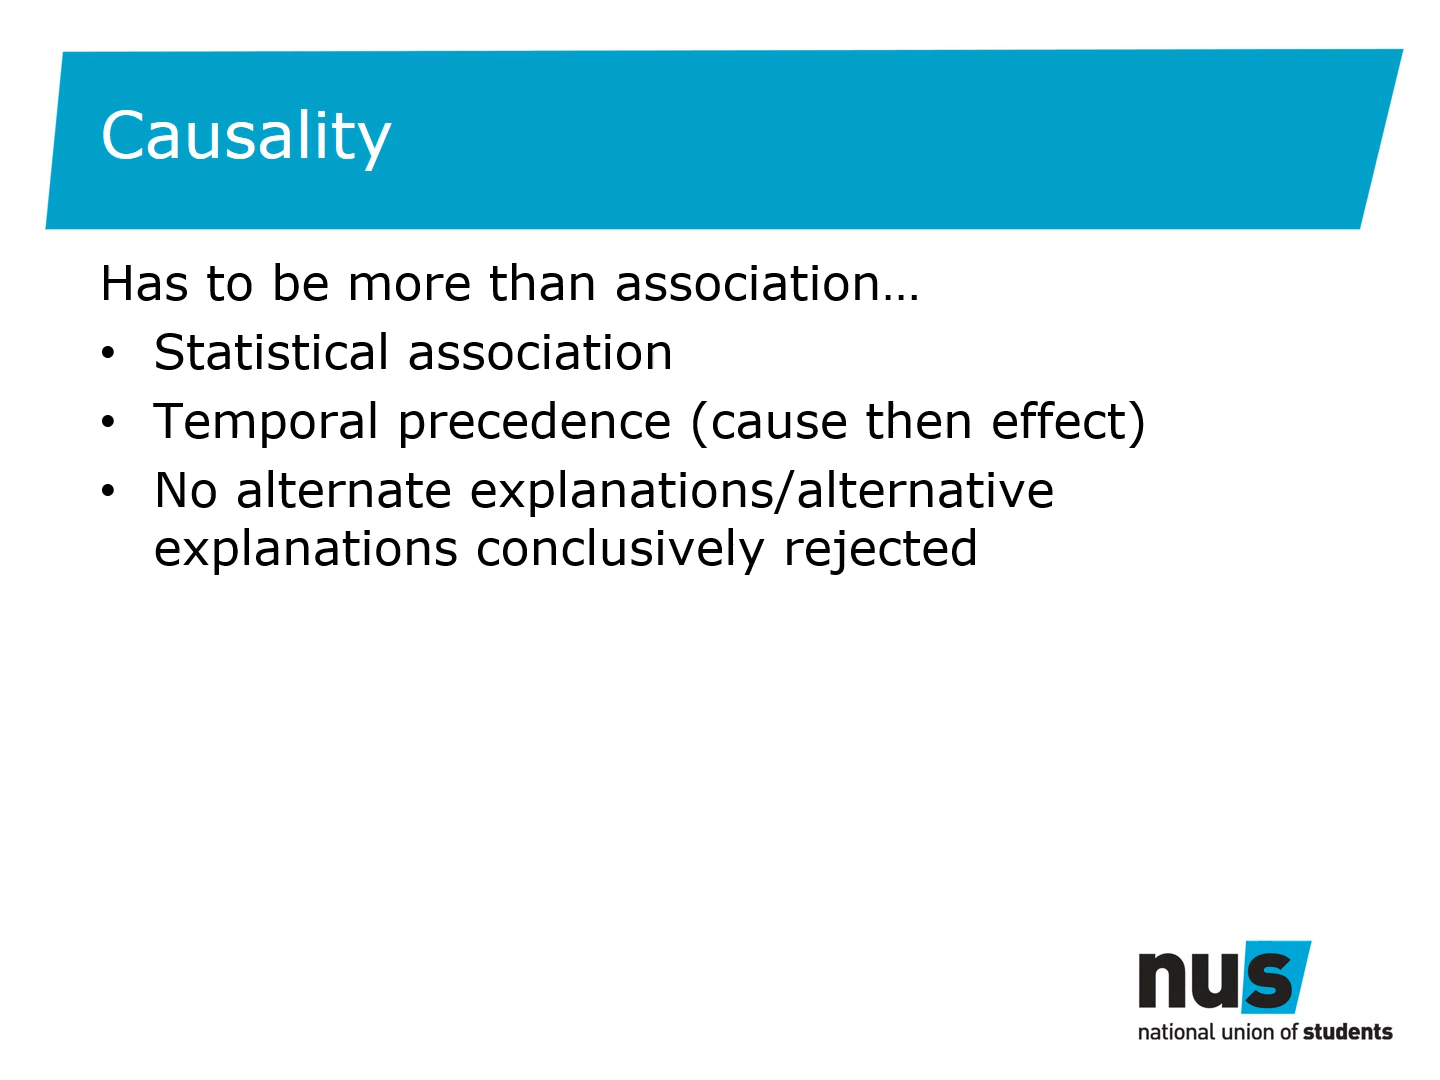 Causality
Has to be more than association…
• Statistical association
• Temporal precedence (cause then effect)
• No alternate explanations/alternative
explanations conclusively rejected
nus
national union of students